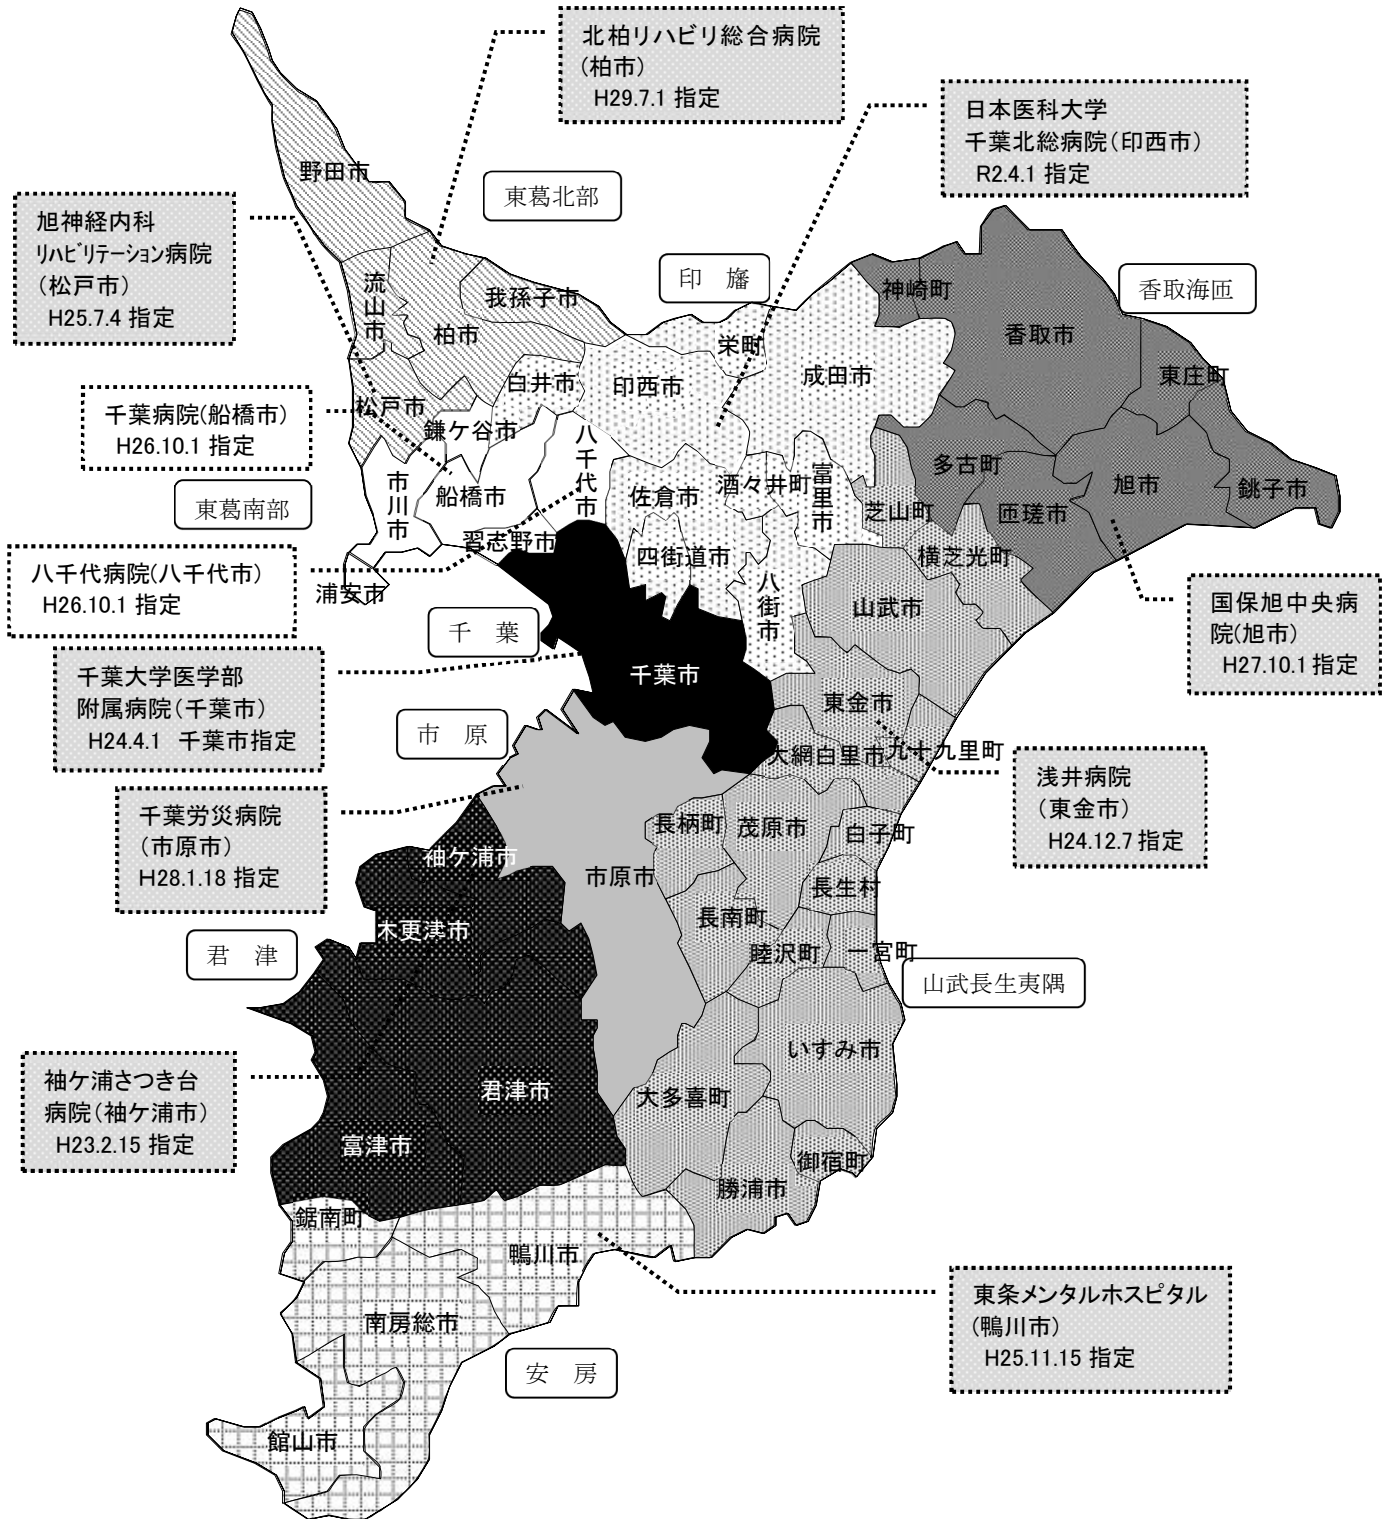 北柏リハビリ総合病院
(柏市)
H29.7.1 指定
日本医科大学
千葉北総病院(印西市)
R2.4.1 指定
野田市
東葛北部
旭神経内科
リハビリテーション病院
(松戸市)
H25.7.4 指定
印 旛
香取海匝
流山市
我孫子市
柏市
神崎町
香取市
栄町
成田市
東庄町
白井市
印西市
千葉病院(船橋市)
H26.10.1 指定
松戸市
鎌ケ谷市
八千代市
多古町
市川市
船橋市
佐倉市
酒々井町
富里市
芝山町
匝瑳市
旭市
銚子市
東葛南部
習志野市
四街道市
横芝光町
八千代病院(八千代市)
H26.10.1 指定
浦安市
八街市
山武市
国保旭中央病
院(旭市)
H27.10.1 指定
千 葉
千葉大学医学部
附属病院(千葉市)
H24.4.1 千葉市指定
千葉市
東金市
市 原
大網白里市
九十九里町
浅井病院
(東金市)
H24.12.7 指定
千葉労災病院
(市原市)
H28.1.18 指定
長柄町
茂原市
白子町
袖ケ浦市
市原市
長生村
木更津市
長南町
君 津
睦沢町
一宮町
山武長生夷隅
いすみ市
袖ケ浦さつき台
病院(袖ケ浦市)
H23.2.15 指定
君津市
大多喜町
富津市
御宿町
勝浦市
鋸南町
鴨川市
東条メンタルホスピタル
(鴨川市)
H25.11.15 指定
南房総市
安 房
館山市